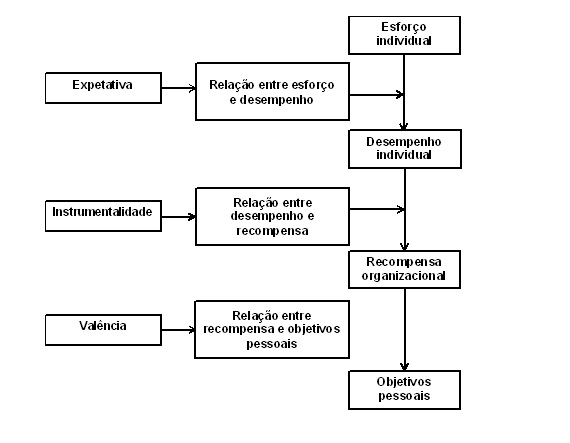 Esforço
individual
Expetativa
Relação entre esforço
e desempenho
Desempenho
individual
Instrumentalidade
Relação entre
desempenho e
recompensa
Recompensa
organizacional
Valência
Relação entre
recompensa e objetivos
pessoais
Objetivos
pessoais